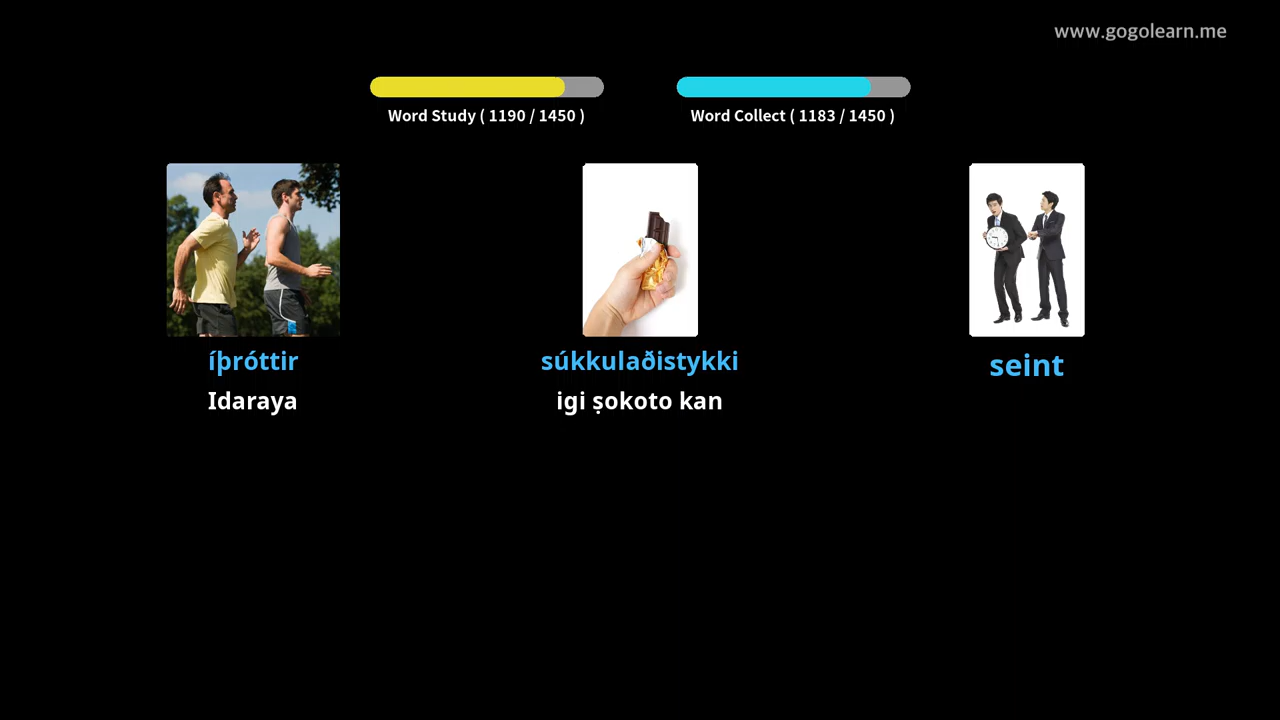 www.gogolearn.me
Word Study ( 1190 / 1450 )
Word Collect ( 1183 / 1450 )
íþróttir
Idaraya
súkkulaðistykki
igi ṣokoto kan
seint